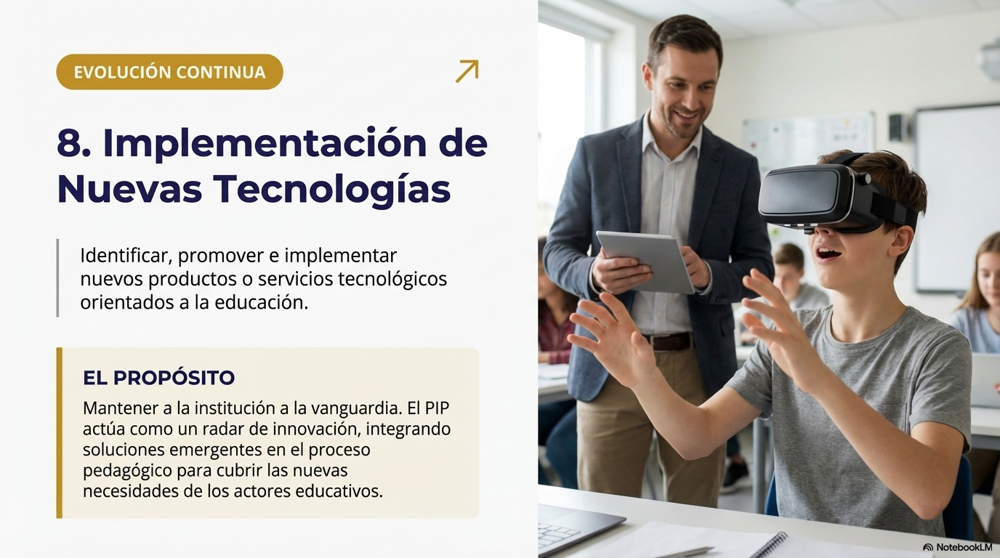 EVOLUCIÓN CONTINUA
8. Implementación de
Nuevas Tecnologías
Identificar, promover e implementar
nuevos productos o servicios tecnológicos
orientados a la educación.
EL PROPÓSITO
Mantener a la institución a la vanguardia. El PIP
actúa como un radar de innovación, integrando
soluciones emergentes en el proceso
pedagógico para cubrir las nuevas
necesidades de los actores educativos.
NotebookLM